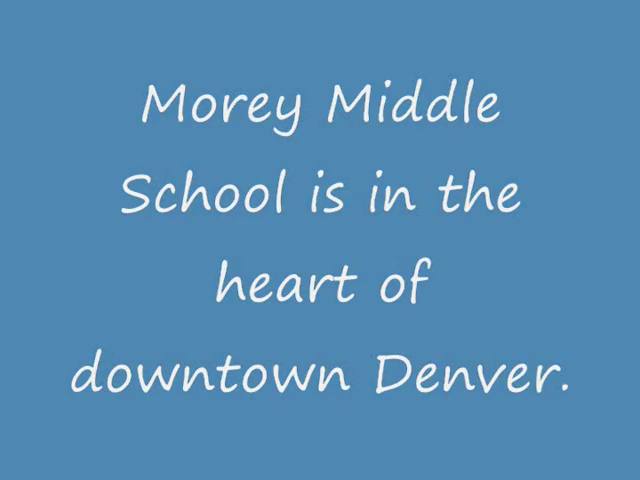 Morey Middle
School is in the
heart of
downtown Denver.